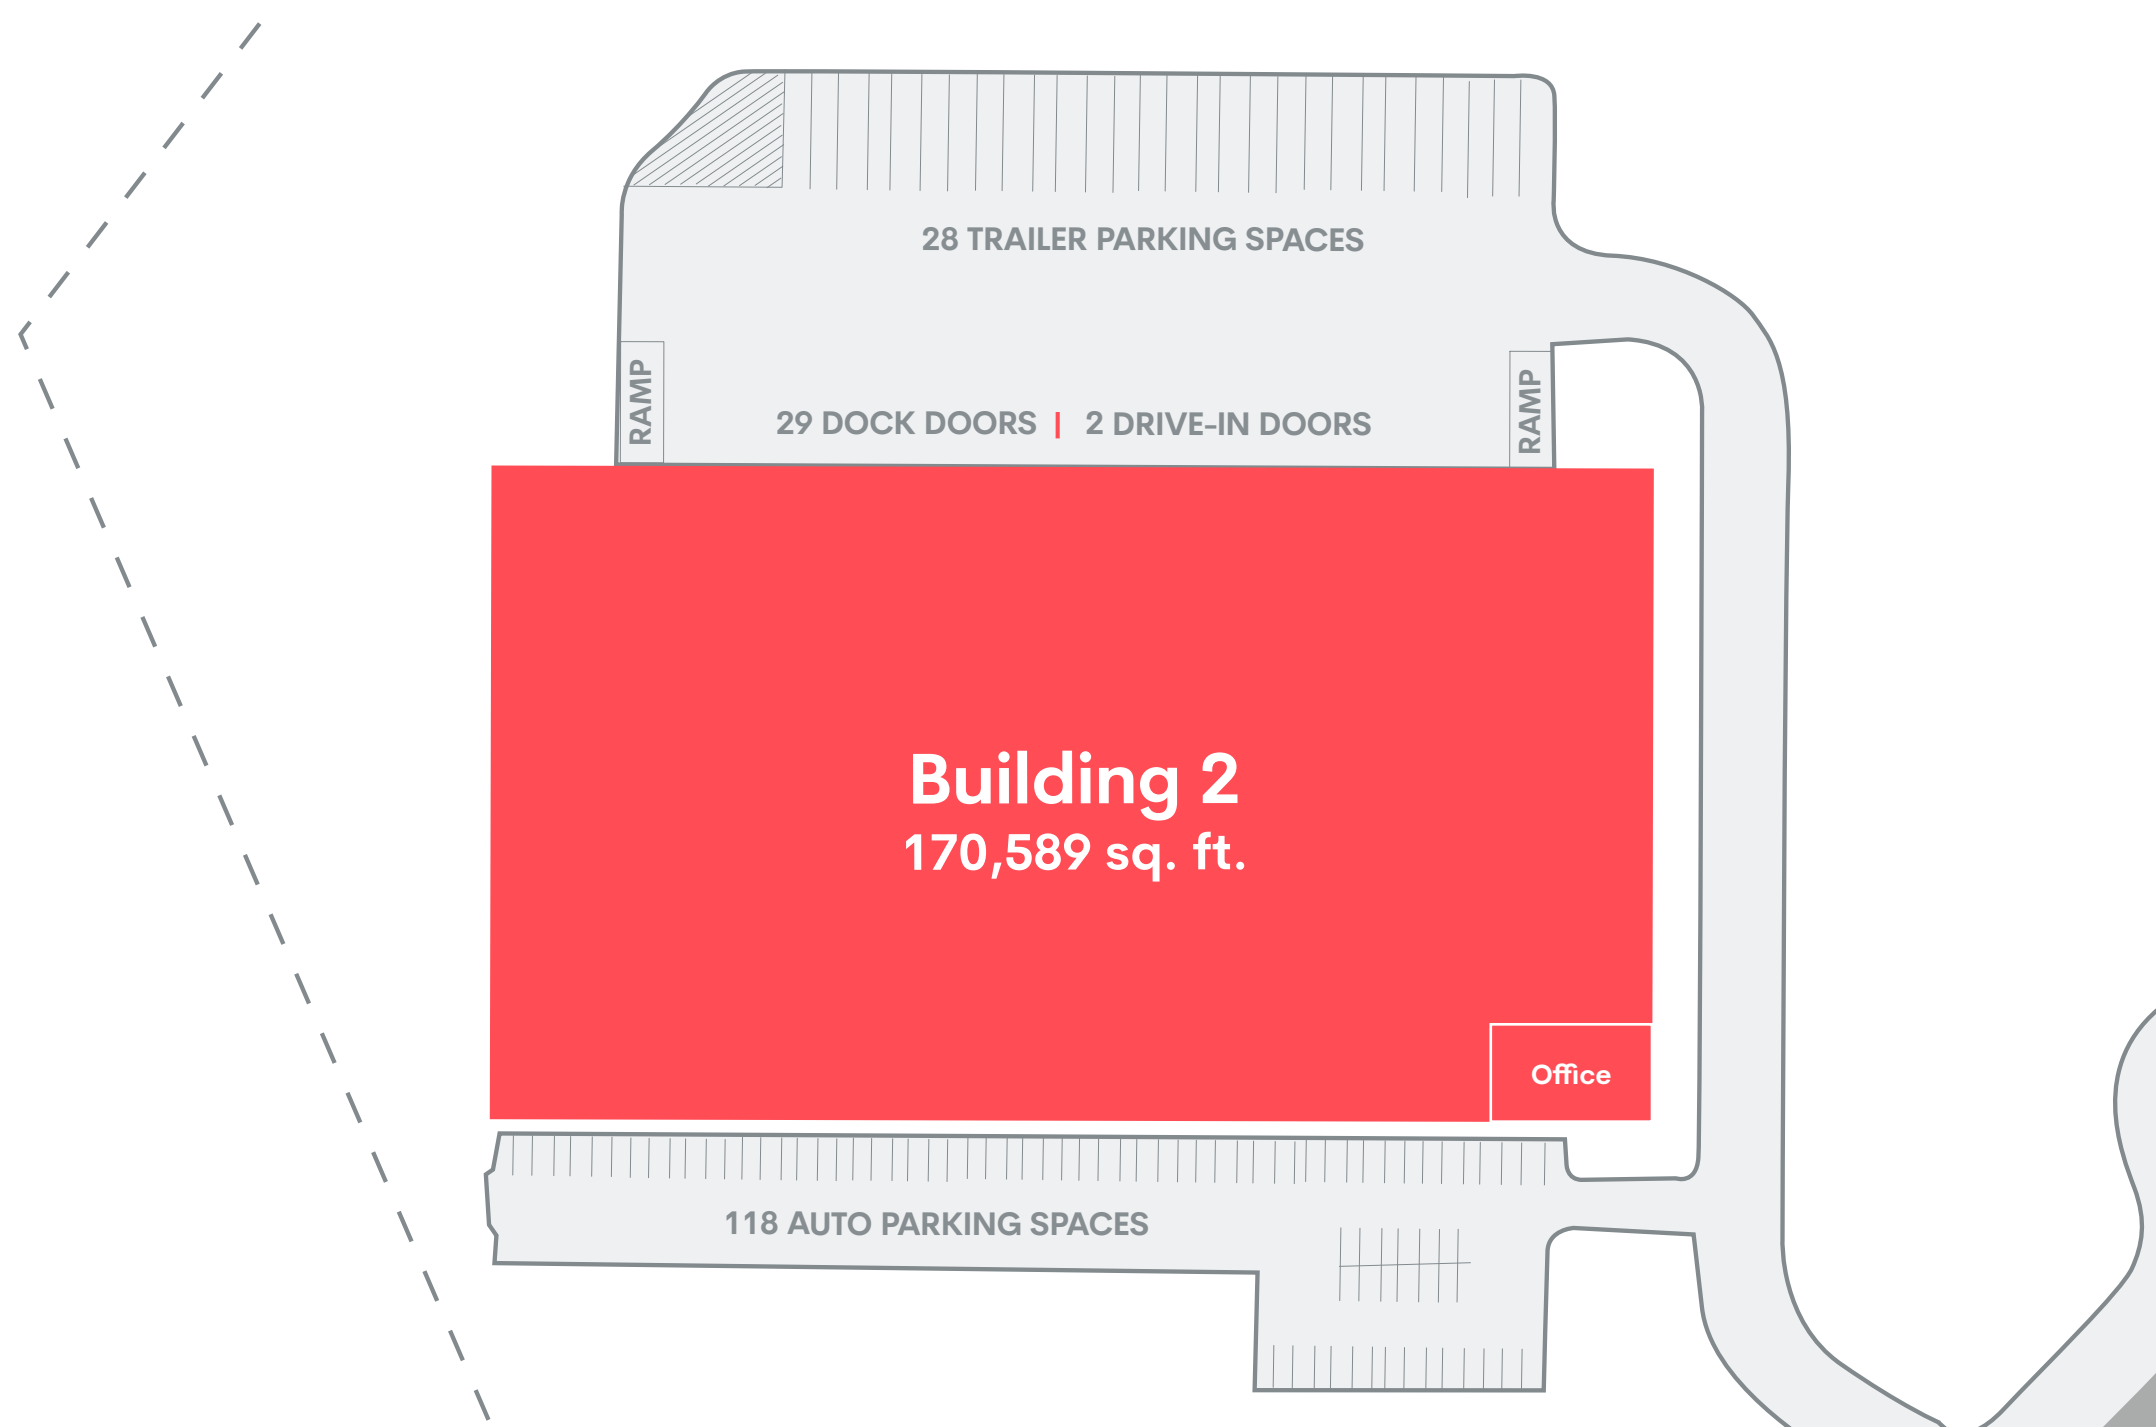 28 TRAILER PARKING SPACES
RAMP
RAMP
29 DOCK DOORS | 2 DRIVE-IN DOORS
Building 2
170,589 sq. ft.
Office
118 AUTO PARKING SPACES